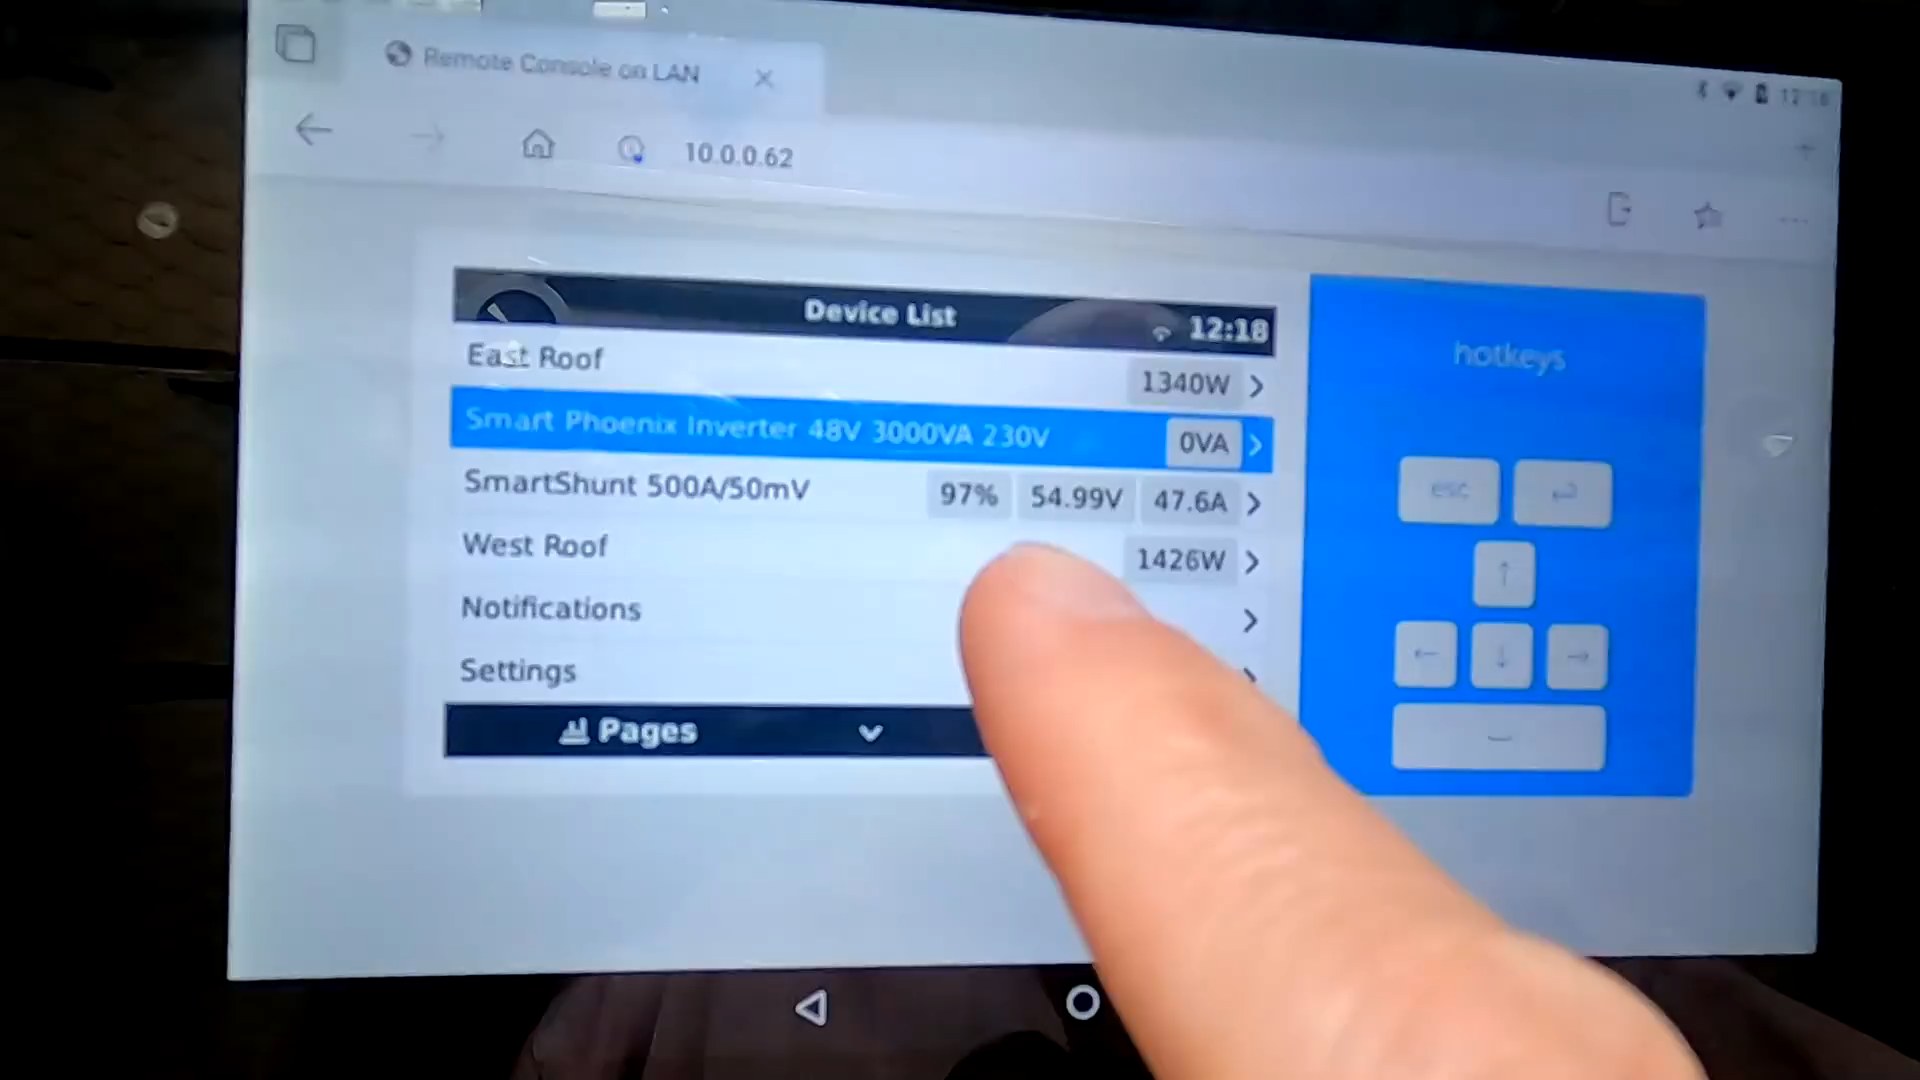 Remote Console on LAN
12:18
10.0.0.62
Device List 12:18
East Roof 1340W
Smart Phoenix Inverter 48V 3000VA 230V 0VA
SmartShunt 500A/50mV 97% 54.99V 47.6A
West Roof 1426W
Notifications
Settings
Pages
hotkeys
esc